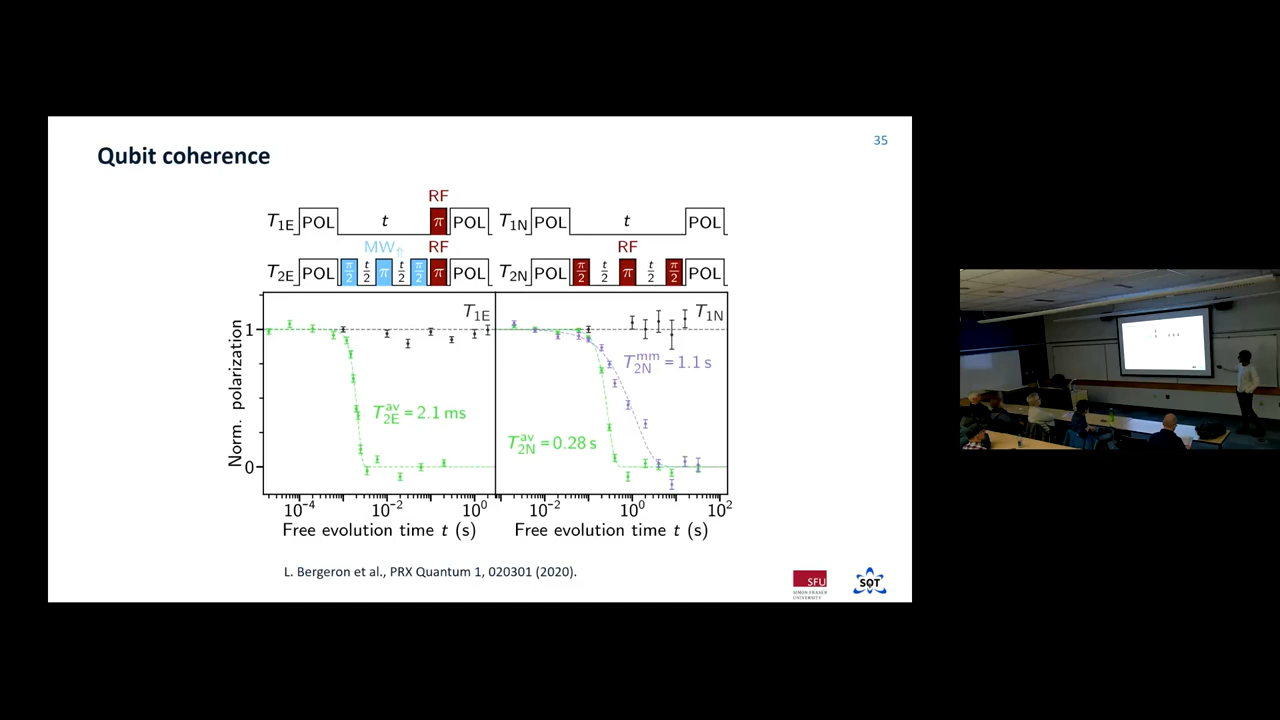 Qubit coherence
35
RF
T1E POL t π POL
T1N POL t POL
MW⇑ RF
RF
T2E POL π/2 t/2 π t/2 π/2 π POL
T2N POL π/2 t/2 π t/2 π/2 POL
T1E
T1N
Norm. polarization
1
0
T2E^av = 2.1 ms
T2N^mm = 1.1 s
T2N^av = 0.28 s
10^-4 10^-2 10^0
10^-2 10^0 10^2
Free evolution time t (s)
Free evolution time t (s)
L. Bergeron et al., PRX Quantum 1, 020301 (2020).
SFU
SIMON FRASER
UNIVERSITY
SQT